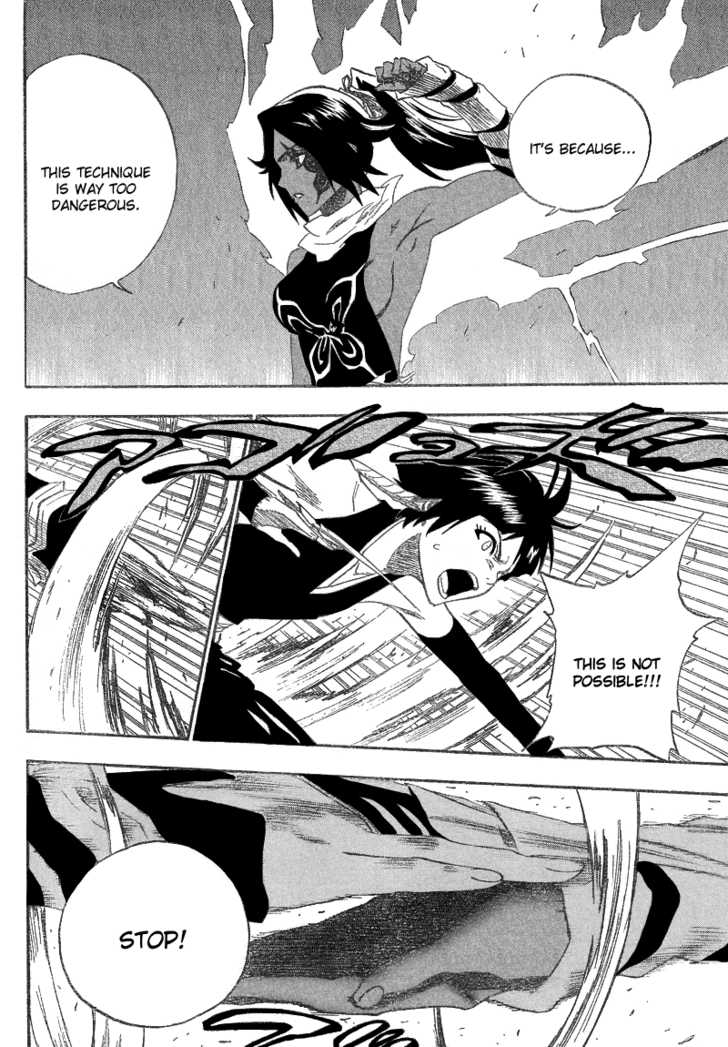 IT'S BECAUSE...
THIS TECHNIQUE
IS WAY TOO
DANGEROUS.
THIS IS NOT
POSSIBLE!!!
STOP!